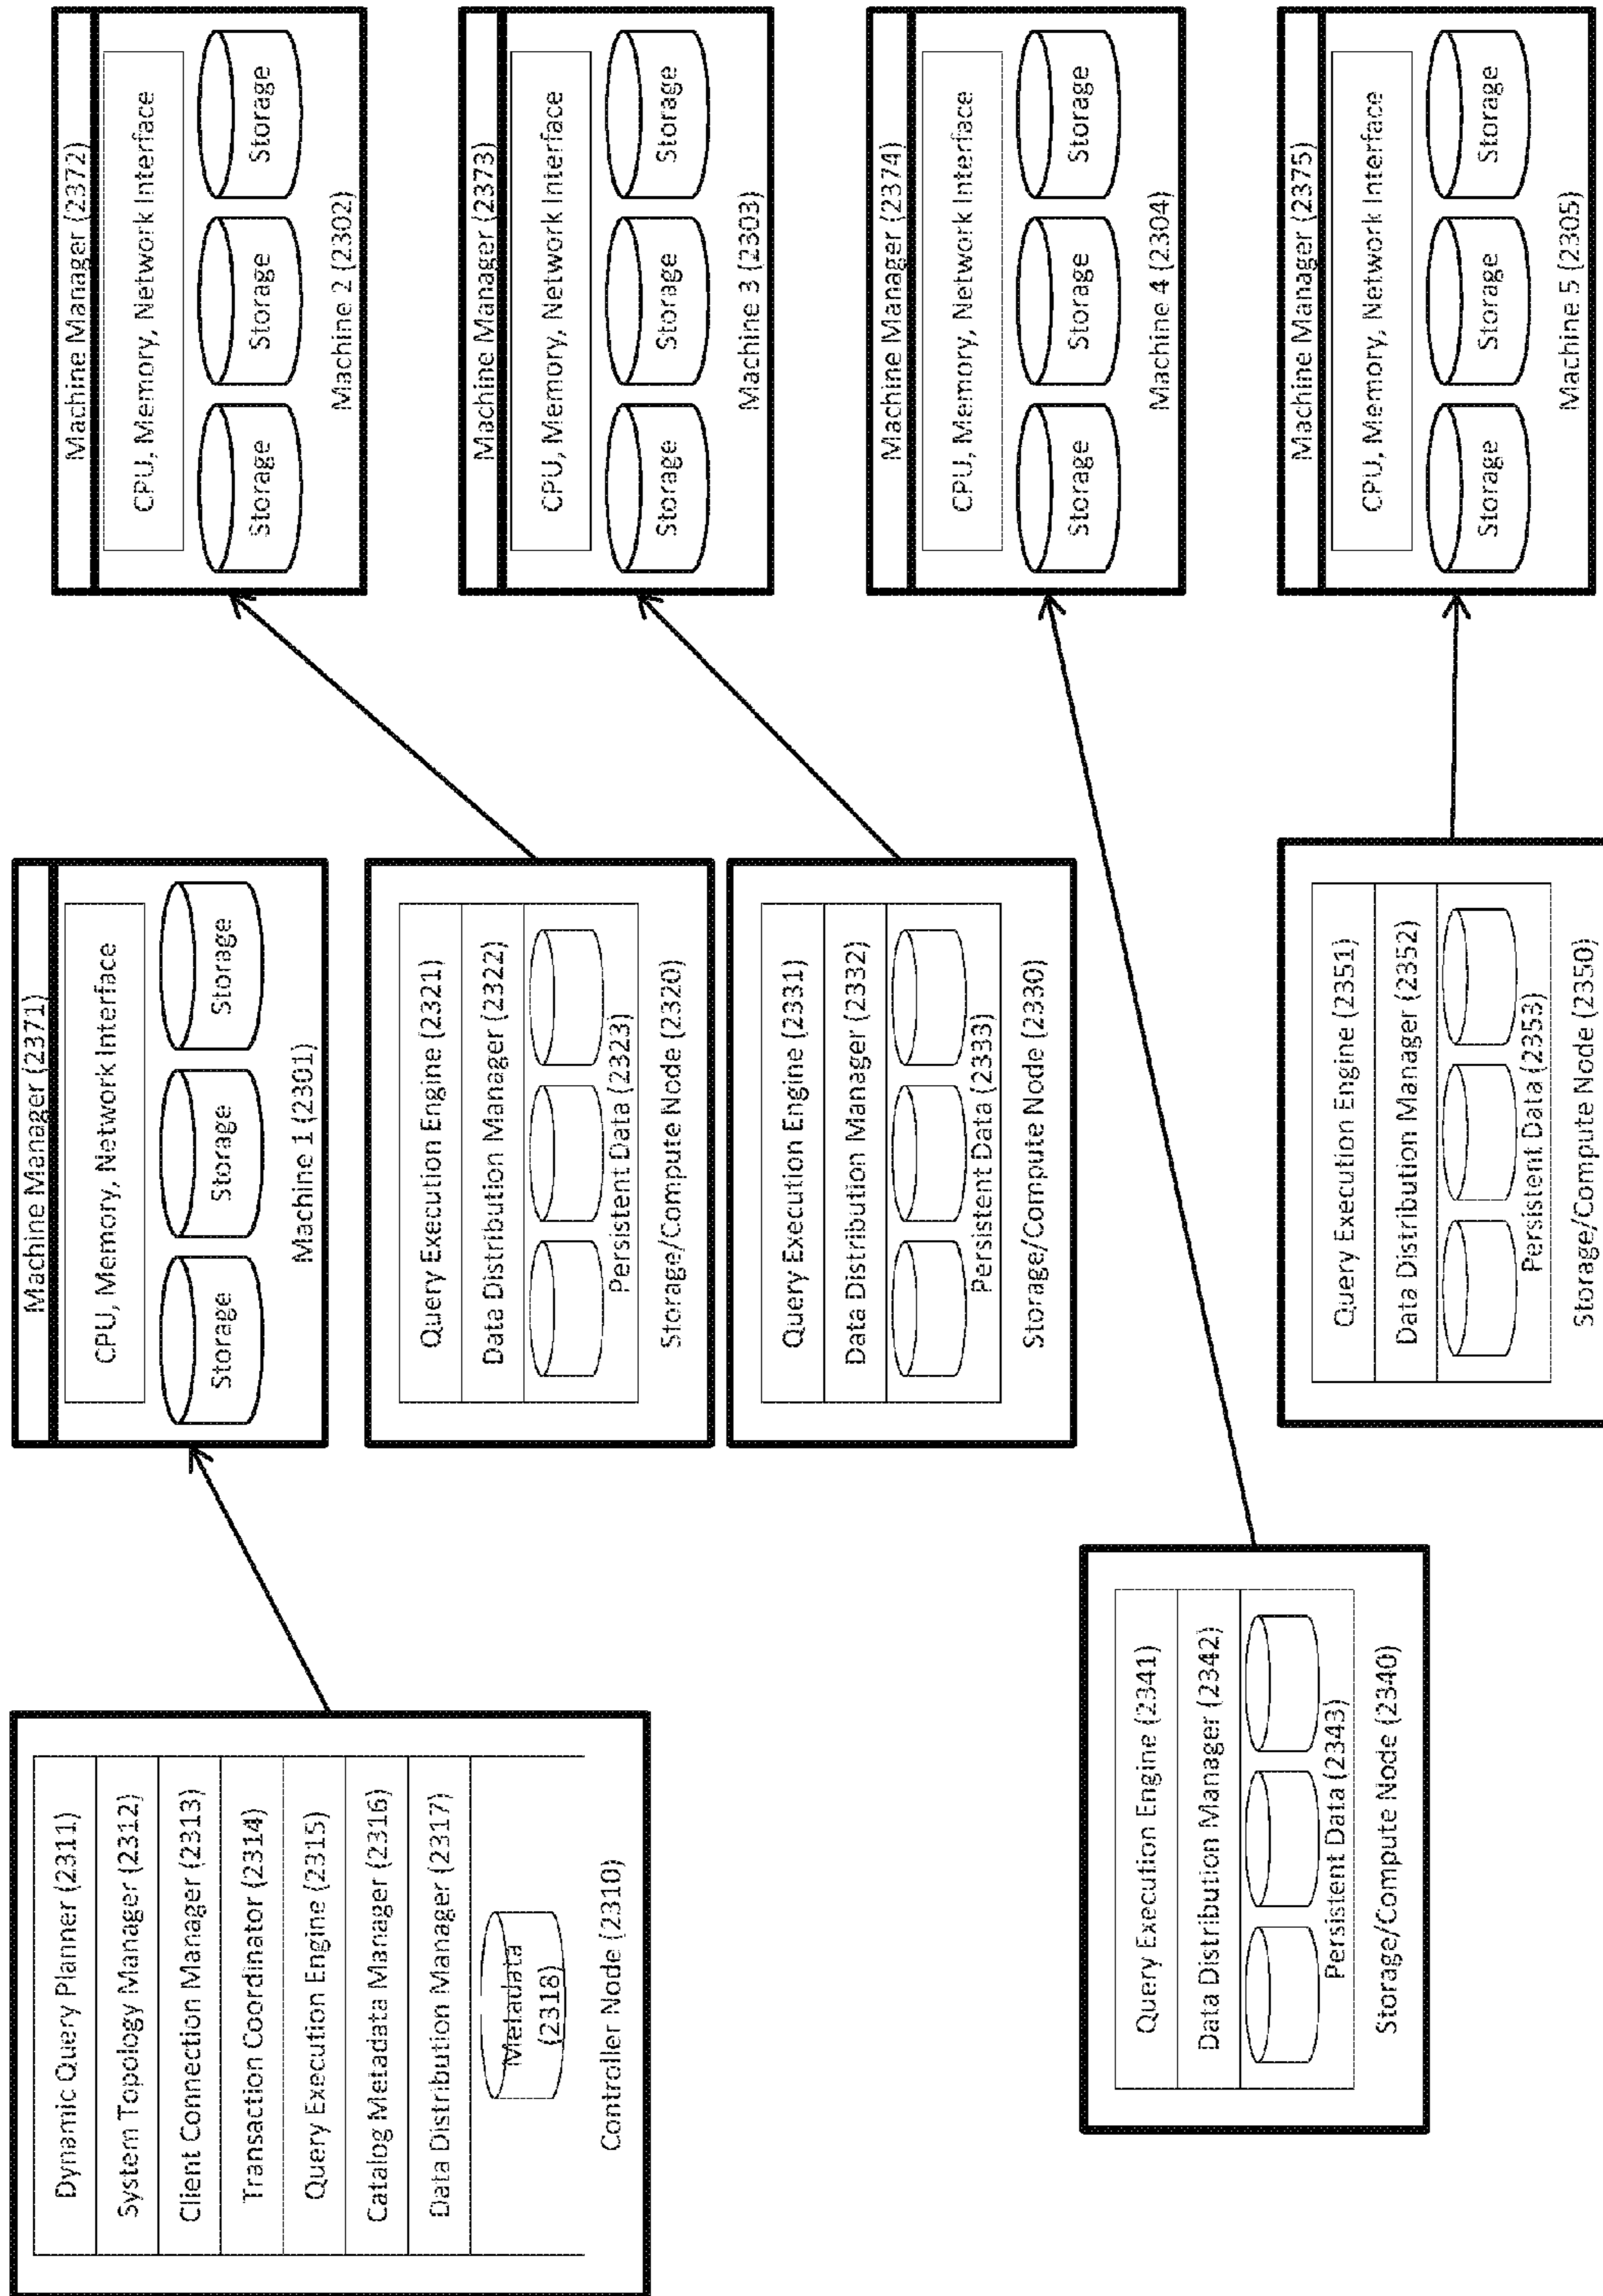 Dynamic Query Planner (2311)
System Topology Manager (2312)
Client Connection Manager (2313)
Transaction Coordinator (2314)
Query Execution Engine (2315)
Catalog Metadata Manager (2316)
Data Distribution Manager (2317)
Metadata
(2318)
Controller Node (2310)
Machine Manager (2371)
CPU, Memory, Network Interface
Storage
Storage
Storage
Machine 1 (2301)
Machine Manager (2372)
CPU, Memory, Network Interface
Storage
Storage
Storage
Machine 2 (2302)
Query Execution Engine (2321)
Data Distribution Manager (2322)
Persistent Data (2323)
Storage/Compute Node (2320)
Machine Manager (2373)
CPU, Memory, Network Interface
Storage
Storage
Storage
Machine 3 (2303)
Query Execution Engine (2331)
Data Distribution Manager (2332)
Persistent Data (2333)
Storage/Compute Node (2330)
Machine Manager (2374)
CPU, Memory, Network Interface
Storage
Storage
Storage
Machine 4 (2304)
Query Execution Engine (2341)
Data Distribution Manager (2342)
Persistent Data (2343)
Storage/Compute Node (2340)
Machine Manager (2375)
CPU, Memory, Network Interface
Storage
Storage
Storage
Machine 5 (2305)
Query Execution Engine (2351)
Data Distribution Manager (2352)
Persistent Data (2353)
Storage/Compute Node (2350)